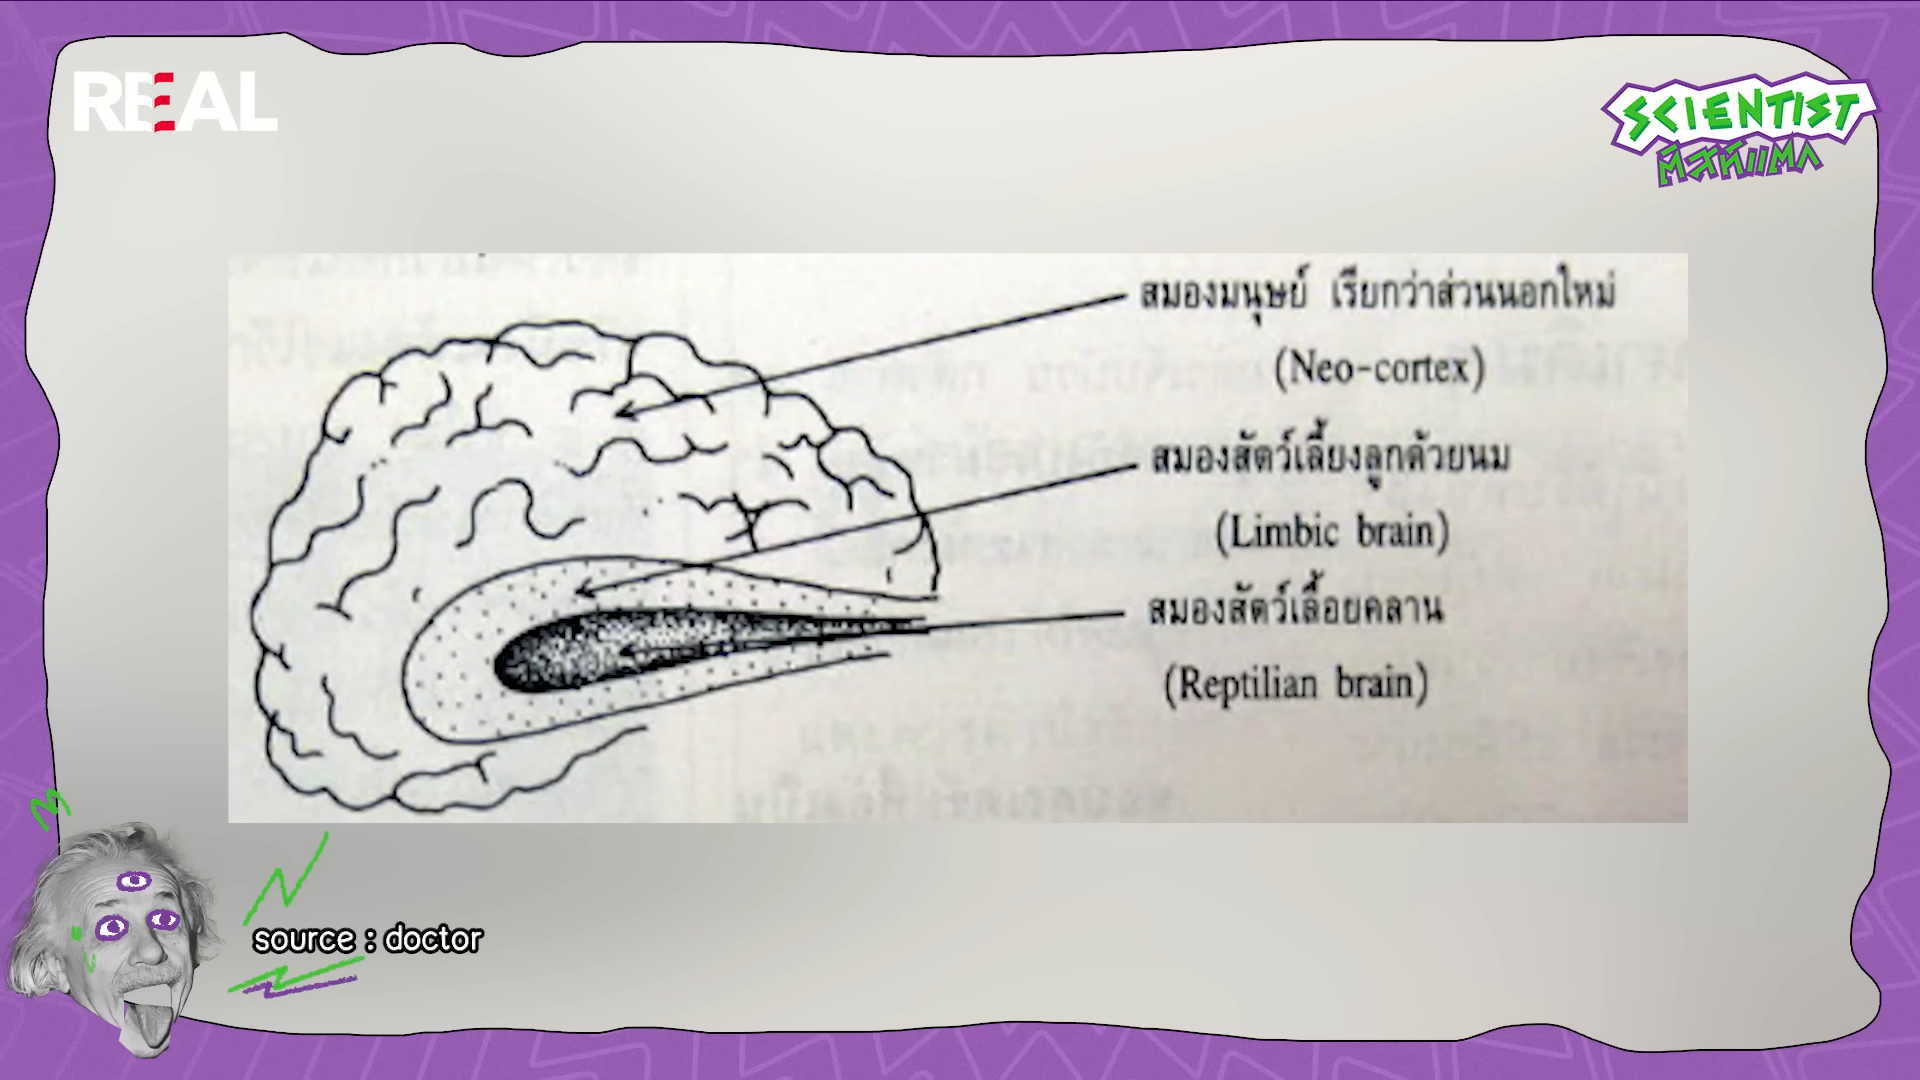 REAL
SCIENTIST
สมองมนุษย์ เรียกว่าส่วนนอกใหม่
(Neo-cortex)
สมองสัตว์เลี้ยงลูกด้วยนม
(Limbic brain)
สมองสัตว์เลื้อยคลาน
(Reptilian brain)
source : doctor